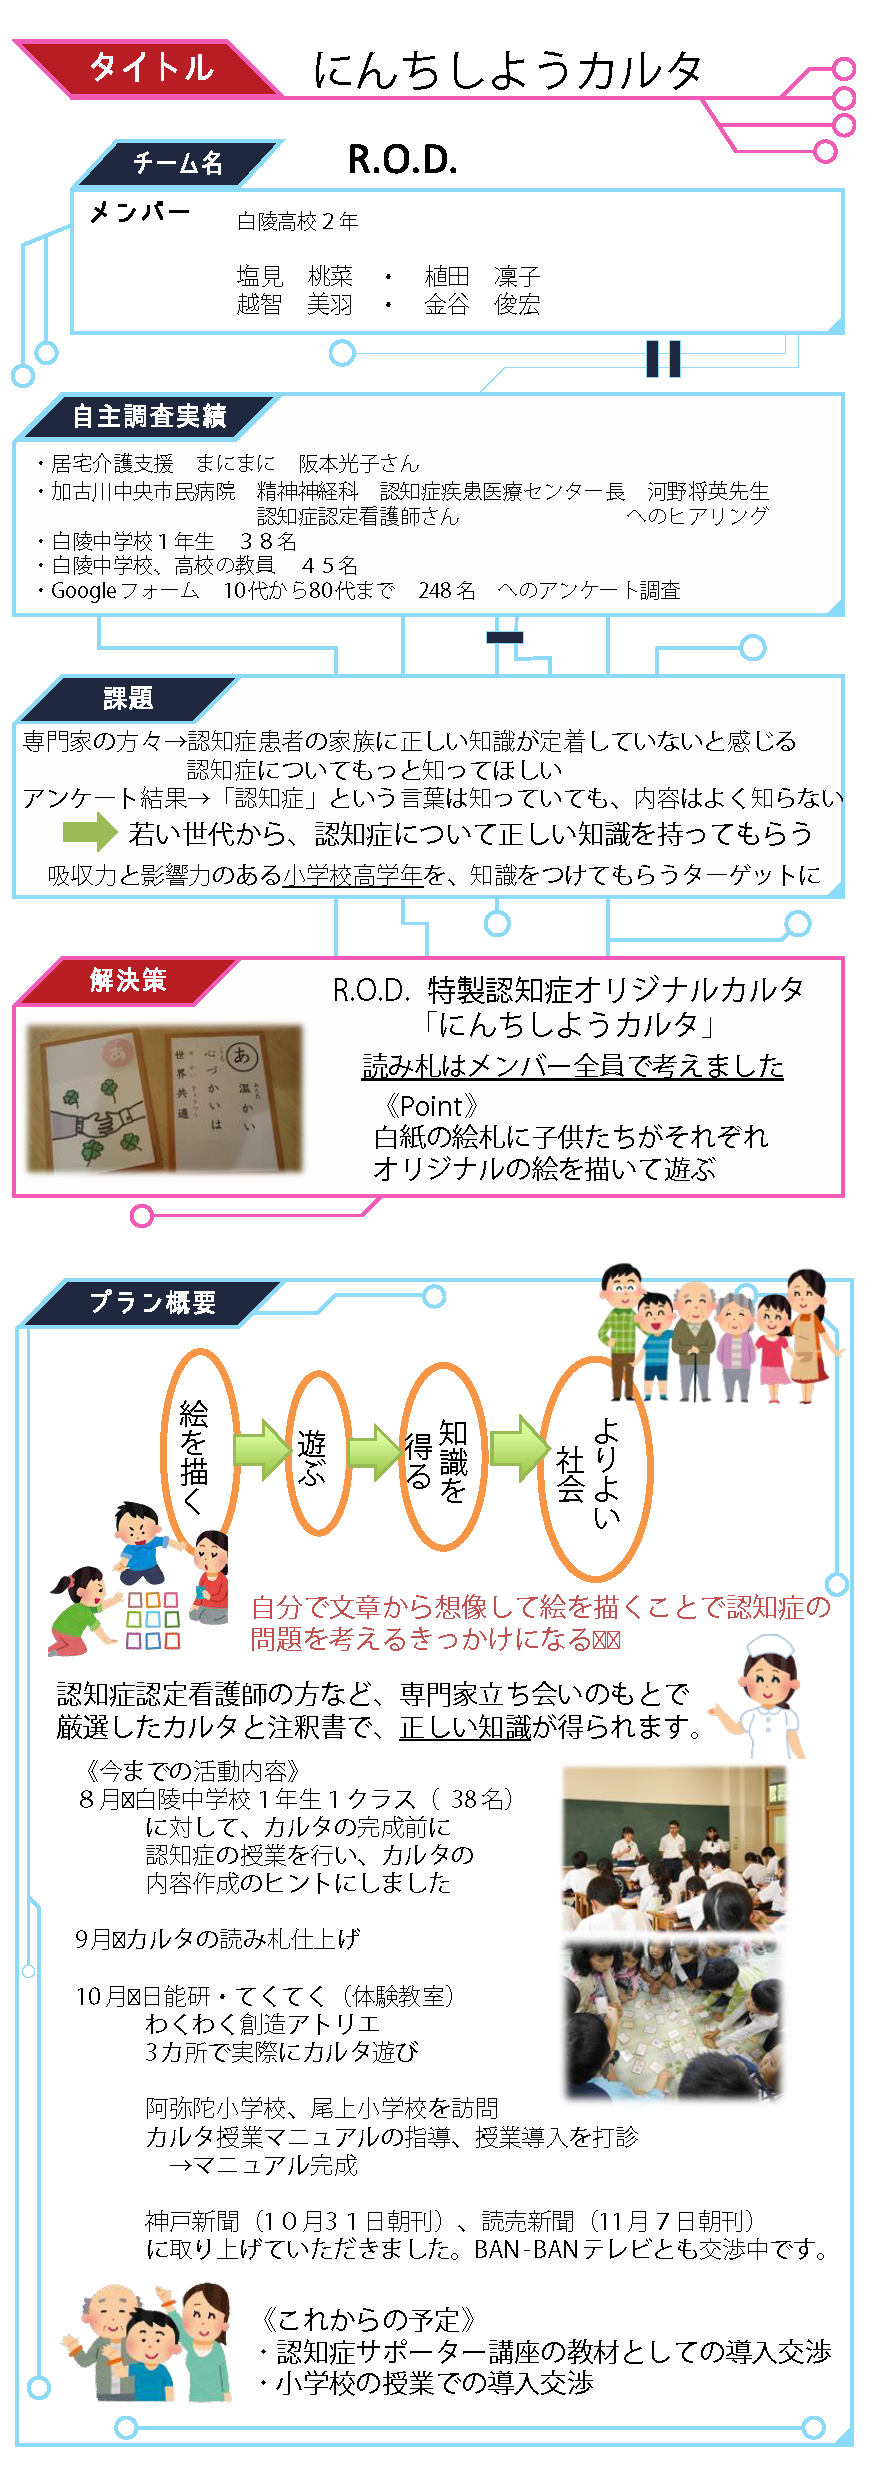 タイトル
にんちしようカルタ
チーム名
R.O.D.
メンバー
白陵高校２年
塩見　桃菜　・　植田　凜子
越智　美羽　・　金谷　俊宏
自主調査実績
・居宅介護支援　まにまに　阪本光子さん
・加古川中央市民病院　精神神経科　認知症疾患医療センター長　河野将英先生
認知症認定看護師さん　へのヒアリング
・白陵中学校１年生　３８名
・白陵中学校、高校の教員　４５名
・Googleフォーム　10代から80代まで　248名　へのアンケート調査
課題
専門家の方々→認知症患者の家族に正しい知識が定着していないと感じる
認知症についてもっと知ってほしい
アンケート結果→「認知症」という言葉は知っていても、内容はよく知らない
若い世代から、認知症について正しい知識を持ってもらう
吸収力と影響力のある小学校高学年を、知識をつけてもらうターゲットに
解決策
R.O.D. 特製認知症オリジナルカルタ
「にんちしようカルタ」
読み札はメンバー全員で考えました
《Point》
白紙の絵札に子供たちがそれぞれ
オリジナルの絵を描いて遊ぶ
あ
あ
温かい
心づかいは
世界共通
プラン概要
絵を描く
遊ぶ
知識を
得る
よりよい
社会
自分で文章から想像して絵を描くことで認知症の
問題を考えるきっかけになる
認知症認定看護師の方など、専門家立ち会いのもとで
厳選したカルタと注釈書で、正しい知識が得られます。
《今までの活動内容》
８月 白陵中学校１年生１クラス（ 38名）
に対して、カルタの完成前に
認知症の授業を行い、カルタの
内容作成のヒントにしました
9月 カルタの読み札仕上げ
10月 日能研・てくてく（体験教室）
わくわく創造アトリエ
3カ所で実際にカルタ遊び
阿弥陀小学校、尾上小学校を訪問
カルタ授業マニュアルの指導、授業導入を打診
→マニュアル完成
神戸新聞（1０月3１日朝刊）、読売新聞（11月７日朝刊）
に取り上げていただきました。BAN-BANテレビとも交渉中です。
《これからの予定》
・認知症サポーター講座の教材としての導入交渉
・小学校の授業での導入交渉